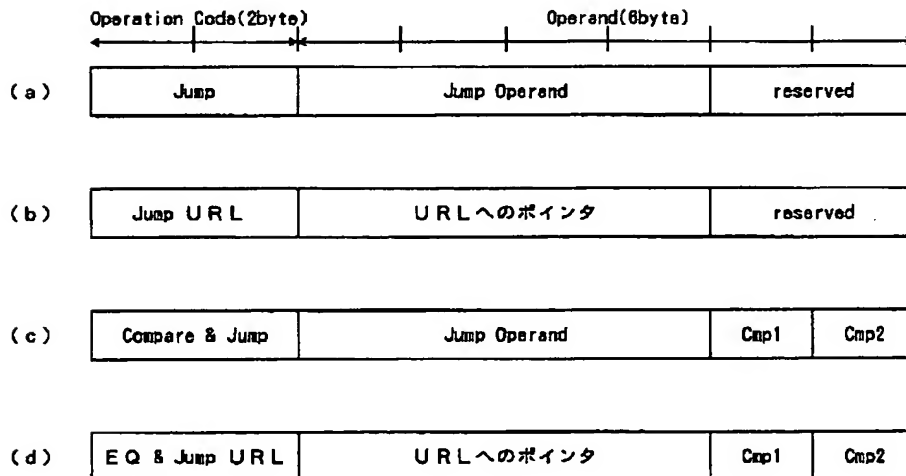 Operation Code(2byte) Operand(6byte)
(a) Jump Jump Operand reserved
(b) Jump URL URLへのポインタ reserved
(c) Compare & Jump Jump Operand Cmp1 Cmp2
(d) EQ & Jump URL URLへのポインタ Cmp1 Cmp2